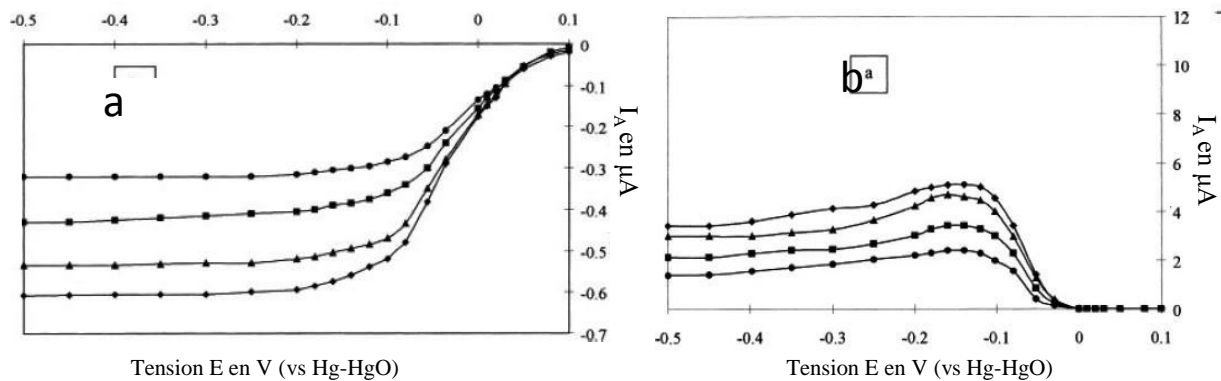 -0.5 -0.4 -0.3 -0.2 -0.1 0 0.1
0
-0.1
-0.2
-0.3
-0.4
-0.5
-0.6
-0.7
a
I_A en µA
Tension E en V (vs Hg-HgO)
12
10
8
6
4
2
0
b a
I_A en µA
-0.5 -0.4 -0.3 -0.2 -0.1 0 0.1
Tension E en V (vs Hg-HgO)